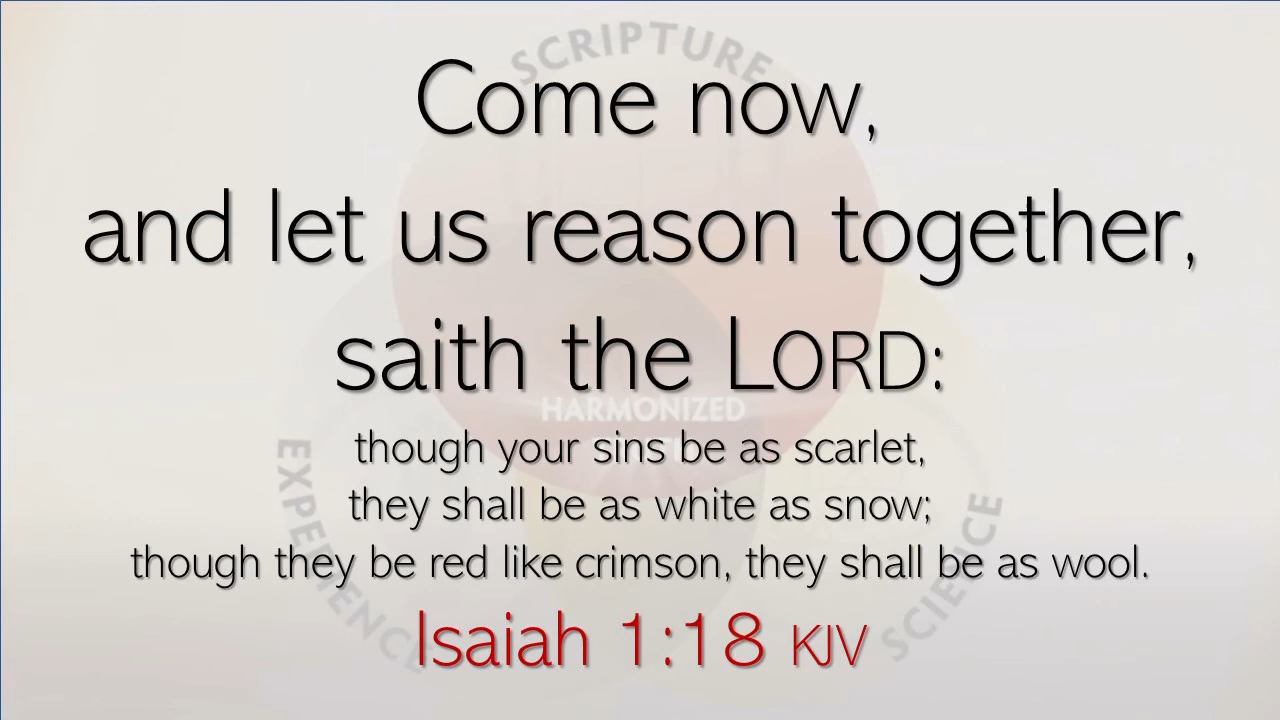 SCRIPTURE
Come now,
and let us reason together,
saith the LORD:
HARMONIZED
though your sins be as scarlet,
they shall be as white as snow;
though they be red like crimson, they shall be as wool.
EXPERIENCE
SCIENCE
Isaiah 1:18 KJV